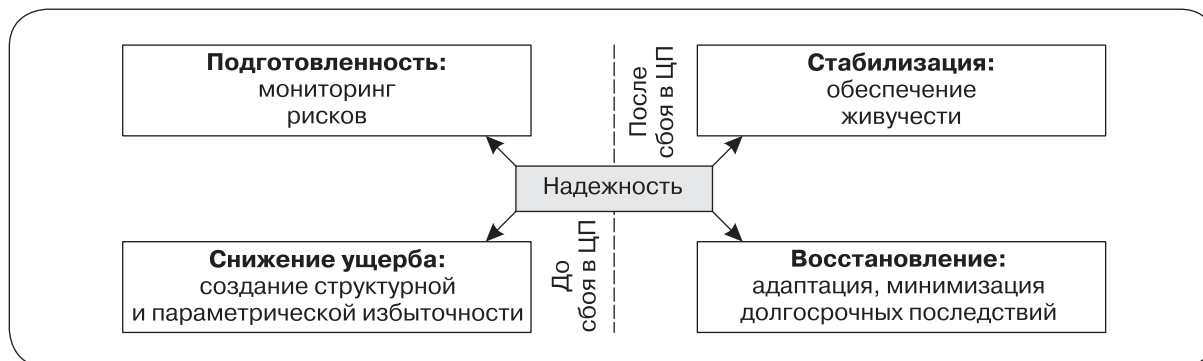 Подготовленность:
мониторинг
рисков
После
сбоя в ЦП
Стабилизация:
обеспечение
живучести
Надежность
Снижение ущерба:
создание структурной
и параметрической избыточности
До
сбоя в ЦП
Восстановление:
адаптация, минимизация
долгосрочных последствий